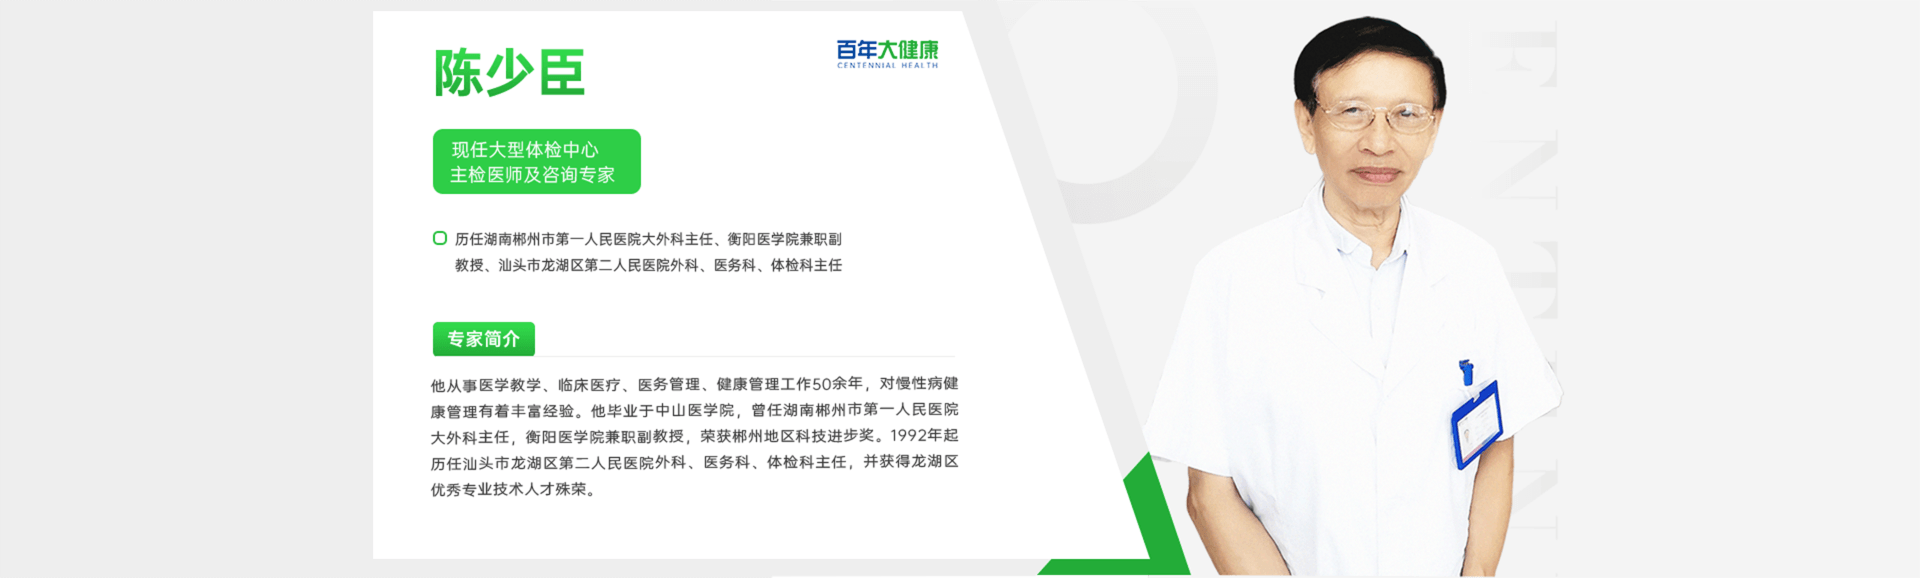 陈少臣
百年大健康
CENTENNIAL HEALTH
现任大型体检中心
主检医师及咨询专家
历任湖南郴州市第一人民医院大外科主任、衡阳医学院兼职副
教授、汕头市龙湖区第二人民医院外科、医务科、体检科主任
专家简介
他从事医学教学、临床医疗、医务管理、健康管理工作50余年，对慢性病健
康管理有着丰富经验。他毕业于中山医学院，曾任湖南郴州市第一人民医院
大外科主任，衡阳医学院兼职副教授，荣获郴州地区科技进步奖。1992年起
历任汕头市龙湖区第二人民医院外科、医务科、体检科主任，并获得龙湖区
优秀专业技术人才殊荣。